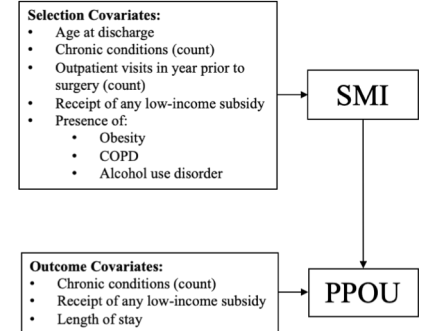 Selection Covariates:
• Age at discharge
• Chronic conditions (count)
• Outpatient visits in year prior to
surgery (count)
• Receipt of any low-income subsidy
• Presence of:
• Obesity
• COPD
• Alcohol use disorder
SMI
Outcome Covariates:
• Chronic conditions (count)
• Receipt of any low-income subsidy
• Length of stay
PPOU